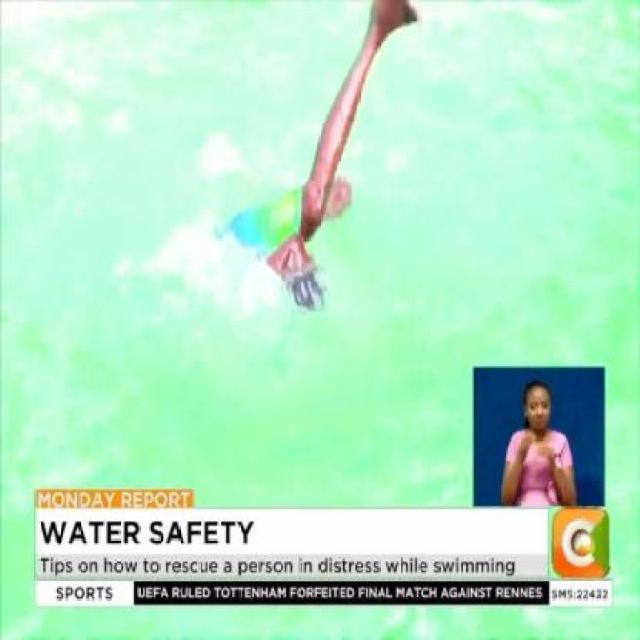 MONDAY REPORT
WATER SAFETY
Tips on how to rescue a person in distress while swimming
SPORTS
UEFA RULED TOTTENHAM FORFEITED FINAL MATCH AGAINST RENNES
SMS:22422